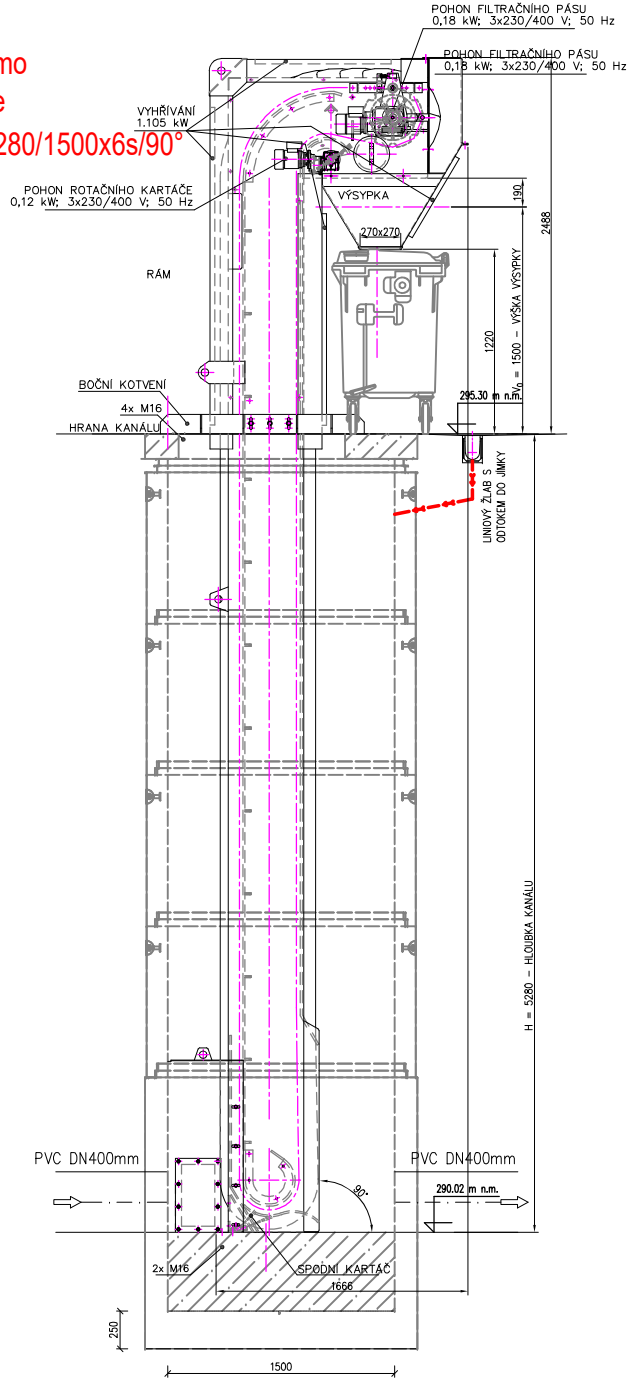 POHON FILTRAČNÍHO PÁSU
0,18 kW; 3x230/400 V; 50 Hz
POHON FILTRAČNÍHO PÁSU
0,18 kW; 3x230/400 V; 50 Hz
280/1500x6s/90°
VYHŘÍVÁNÍ
1.105 kW
POHON ROTAČNÍHO KARTÁČE
0,12 kW; 3x230/400 V; 50 Hz
VÝSYPKA
190
2488
270x270
RÁM
1220
V₀ = 1500 - VÝŠKA VÝSYPKY
BOČNÍ KOTVENÍ
4x M16
HRANA KANÁLU
295.30 m n.m.
LINIOVÝ ŽLAB S
ODTOKEM DO JÍMKY
H = 5280 - HLOUBKA KANÁLU
PVC DN400mm
PVC DN400mm
90°
290.02 m n.m.
2x M16
SPODNÍ KARTÁČ
1666
250
1500